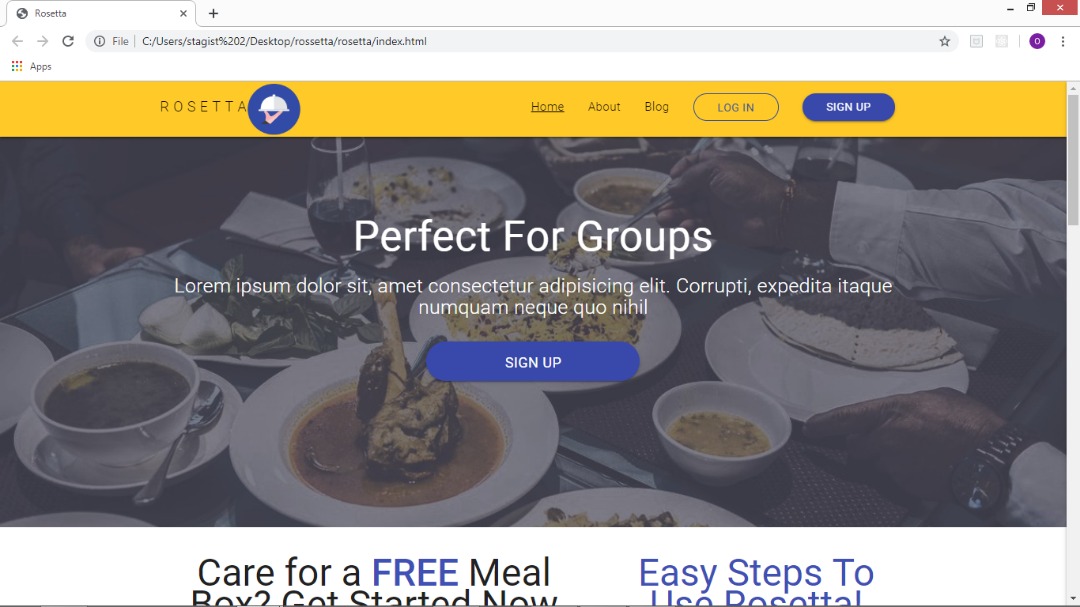 Rosetta
File
C:/Users/stagist%202/Desktop/rossetta/rosetta/index.html
O
Apps
ROSETTA
Home
About
Blog
LOG IN
SIGN UP
Perfect For Groups
Lorem ipsum dolor sit, amet consectetur adipisicing elit. Corrupti, expedita itaque
numquam neque quo nihil
SIGN UP
Care for a FREE Meal
Box? Get Started Now
Easy Steps To
Use Rosetta!